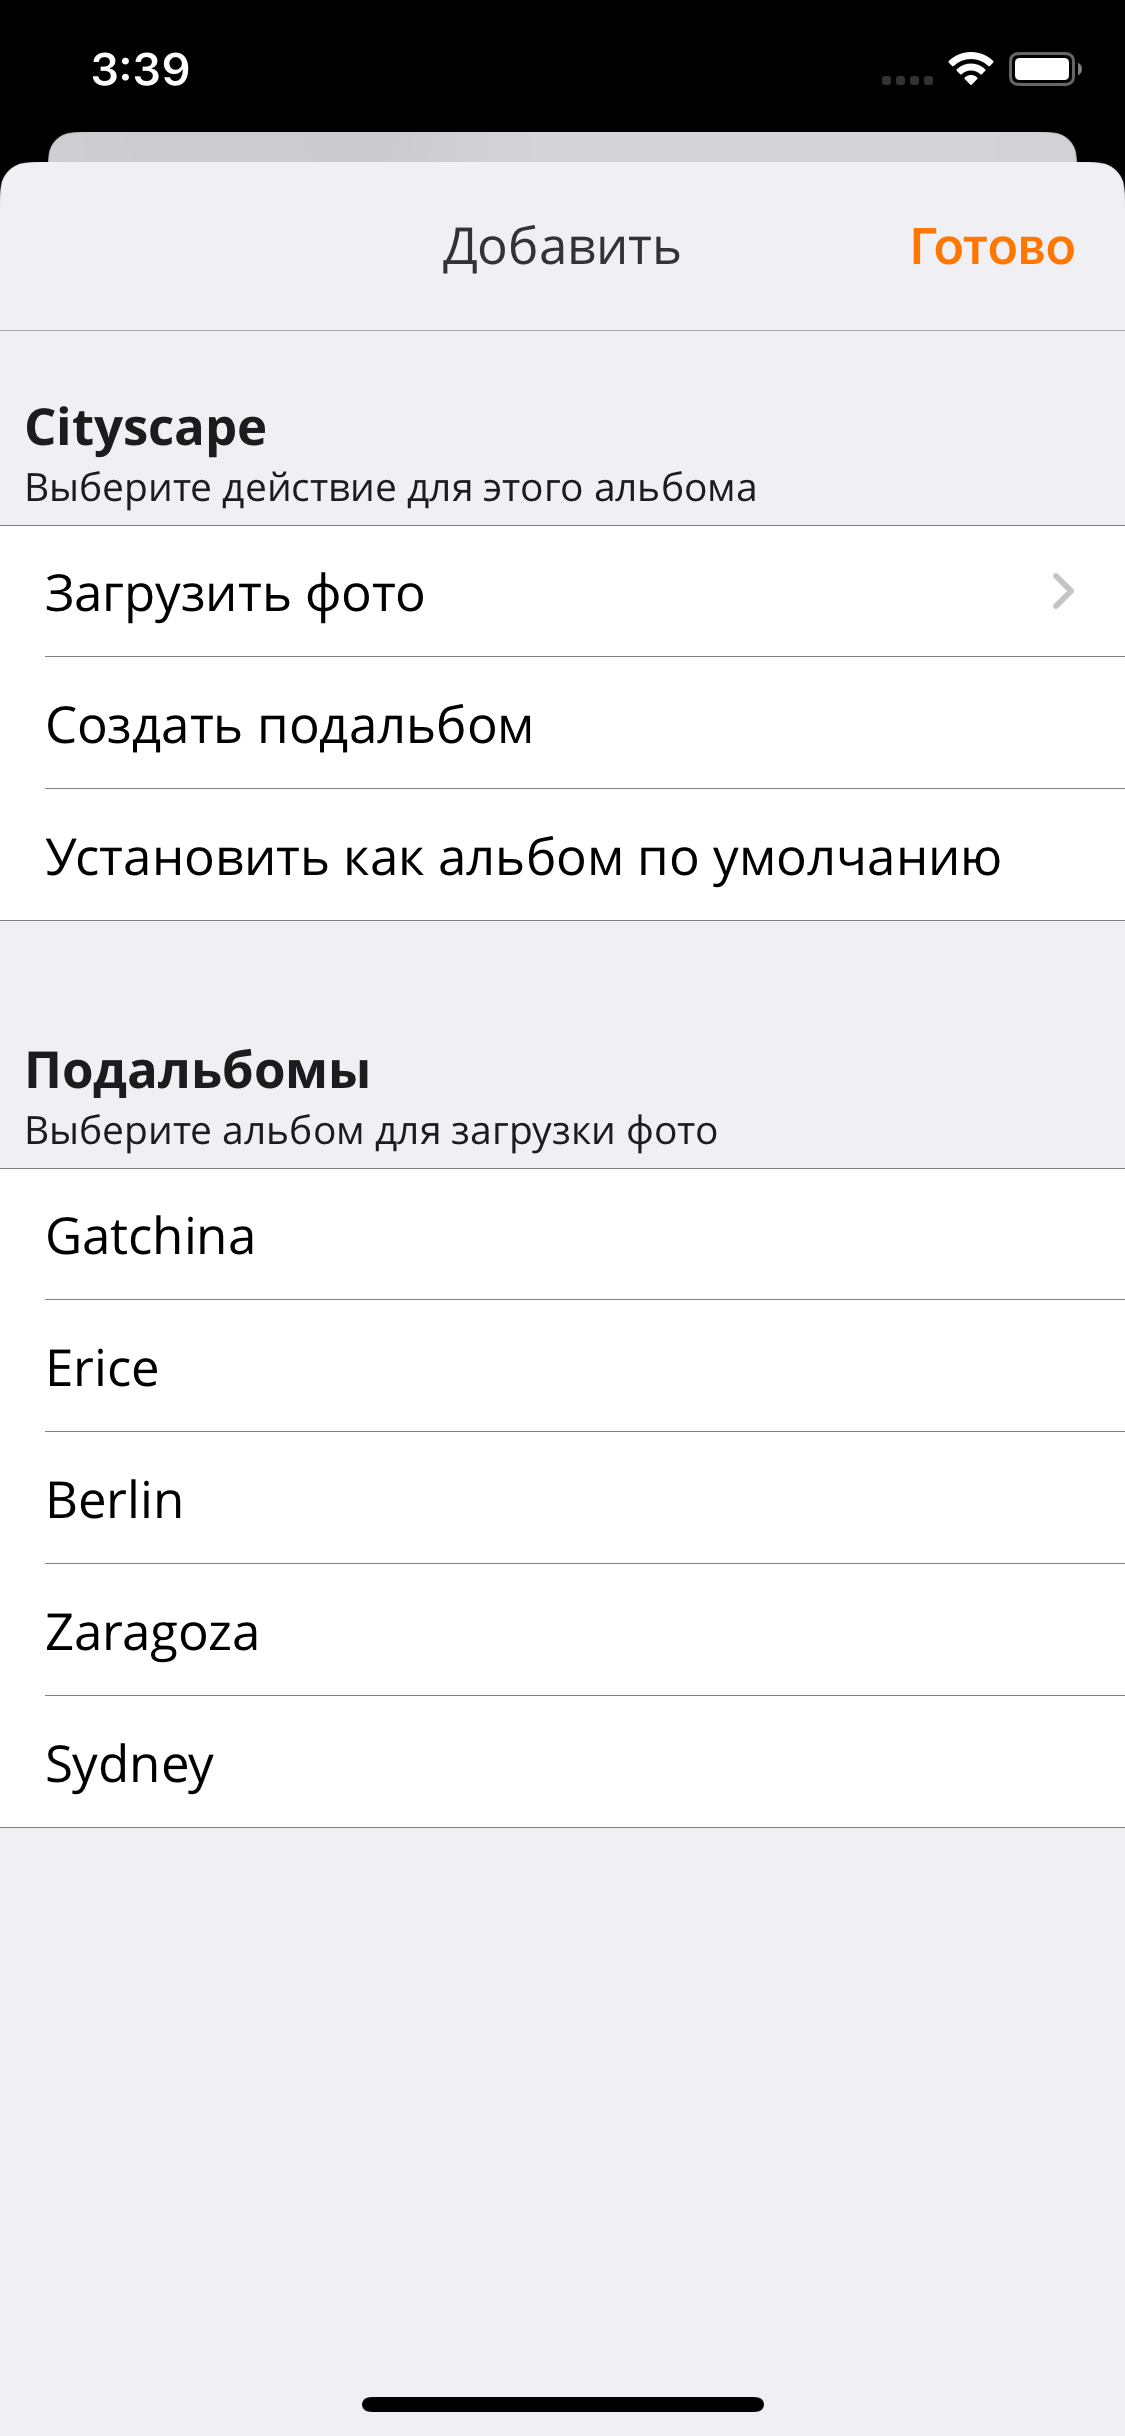 3:39
Добавить
Готово
Cityscape
Выберите действие для этого альбома
Загрузить фото
Создать подальбом
Установить как альбом по умолчанию
Подальбомы
Выберите альбом для загрузки фото
Gatchina
Erice
Berlin
Zaragoza
Sydney